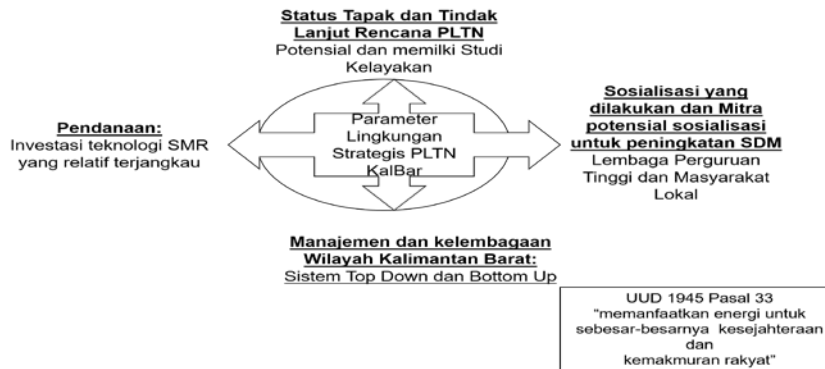 Status Tapak dan Tindak
Lanjut Rencana PLTN
Potensial dan memilki Studi
Kelayakan
Pendanaan:
Investasi teknologi SMR
yang relatif terjangkau
Parameter
Lingkungan
Strategis PLTN
KalBar
Sosialisasi yang
dilakukan dan Mitra
potensial sosialisasi
untuk peningkatan SDM
Lembaga Perguruan
Tinggi dan Masyarakat
Lokal
Manajemen dan kelembagaan
Wilayah Kalimantan Barat:
Sistem Top Down dan Bottom Up
UUD 1945 Pasal 33
“memanfaatkan energi untuk
sebesar-besarnya kesejahteraan
dan
kemakmuran rakyat”